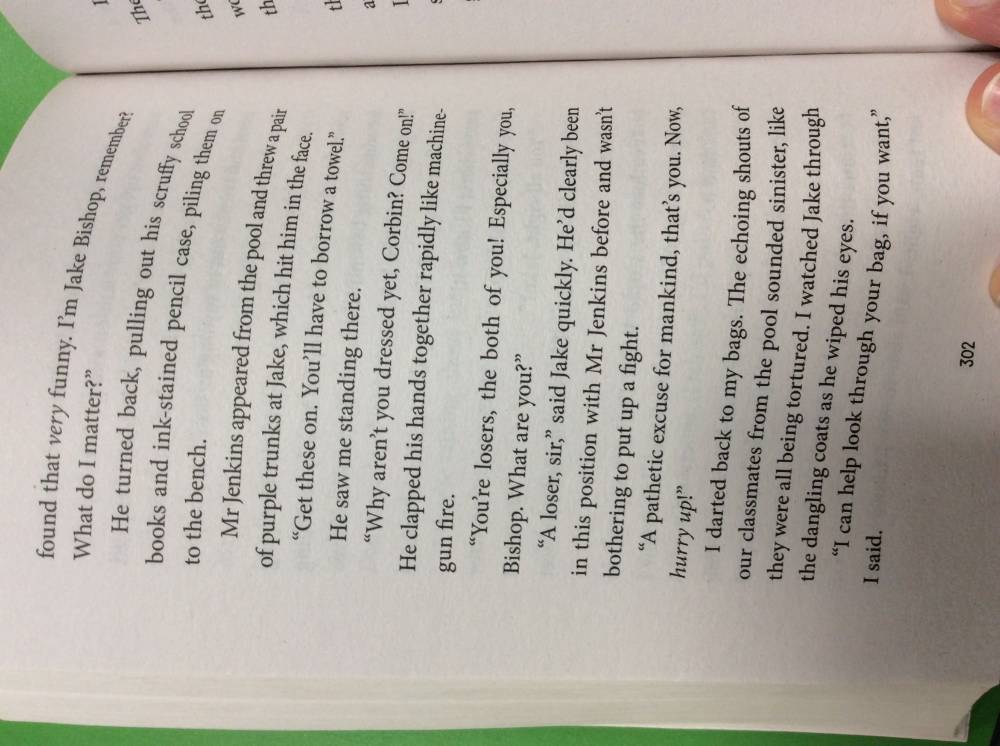 found that very funny. I'm Jake Bishop, remember?
What do I matter?”
He turned back, pulling out his scruffy school
books and ink-stained pencil case, piling them on
to the bench.
Mr Jenkins appeared from the pool and threw a pair
of purple trunks at Jake, which hit him in the face.
“Get these on. You'll have to borrow a towel.”
He saw me standing there.
“Why aren't you dressed yet, Corbin? Come on!”
He clapped his hands together rapidly like machine-
gun fire.
“You're losers, the both of you! Especially you,
Bishop. What are you?”
“A loser, sir,” said Jake quickly. He'd clearly been
in this position with Mr Jenkins before and wasn't
bothering to put up a fight.
“A pathetic excuse for mankind, that's you. Now,
hurry up!”
I darted back to my bags. The echoing shouts of
our classmates from the pool sounded sinister, like
they were all being tortured. I watched Jake through
the dangling coats as he wiped his eyes.
“I can help look through your bag, if you want,”
I said.
302